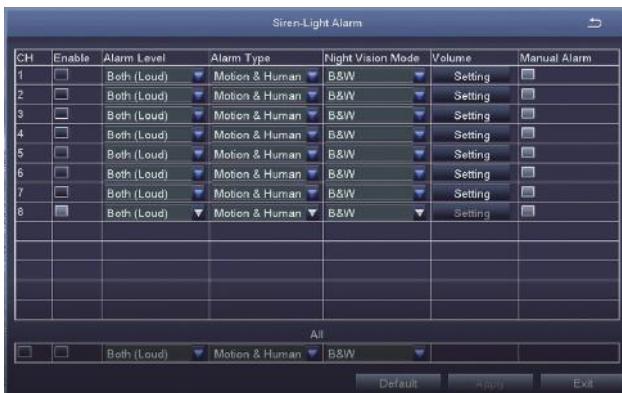 Siren-Light Alarm
CH Enable Alarm Level Alarm Type Night Vision Mode Volume Manual Alarm
1 Both (Loud) Motion & Human B&W Setting
2 Both (Loud) Motion & Human B&W Setting
3 Both (Loud) Motion & Human B&W Setting
4 Both (Loud) Motion & Human B&W Setting
5 Both (Loud) Motion & Human B&W Setting
6 Both (Loud) Motion & Human B&W Setting
7 Both (Loud) Motion & Human B&W Setting
8 Both (Loud) Motion & Human B&W Setting
All
Both (Loud) Motion & Human B&W
Default Apply Exit